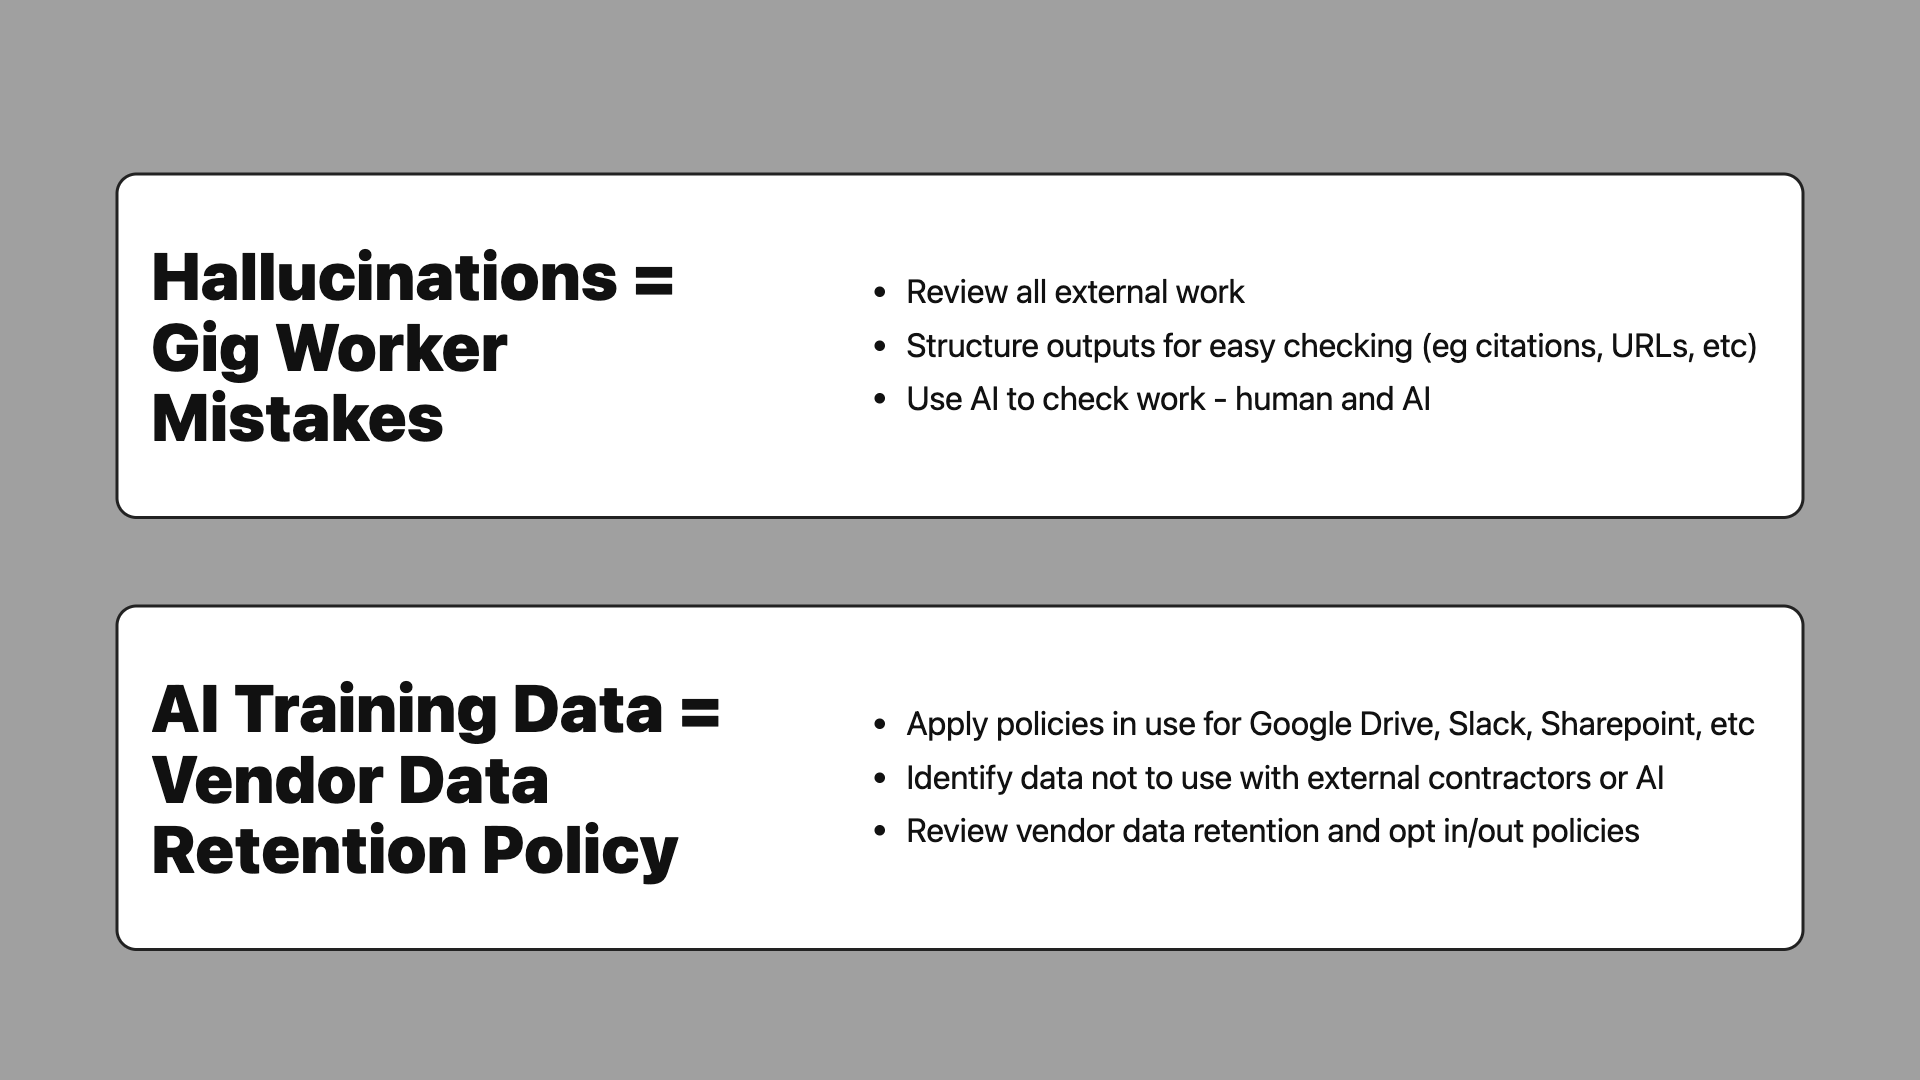 Hallucinations =
Gig Worker
Mistakes
• Review all external work
• Structure outputs for easy checking (eg citations, URLs, etc)
• Use AI to check work - human and AI
AI Training Data =
Vendor Data
Retention Policy
• Apply policies in use for Google Drive, Slack, Sharepoint, etc
• Identify data not to use with external contractors or AI
• Review vendor data retention and opt in/out policies